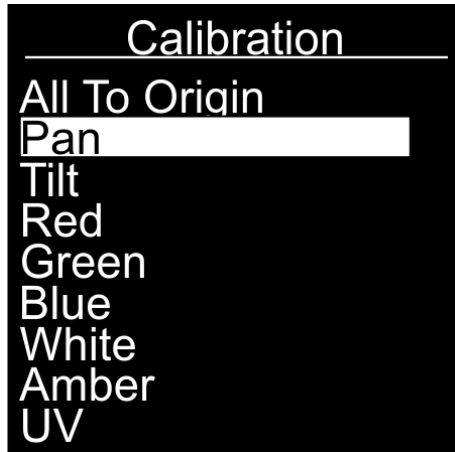 Calibration
All To Origin
Pan
Tilt
Red
Green
Blue
White
Amber
UV